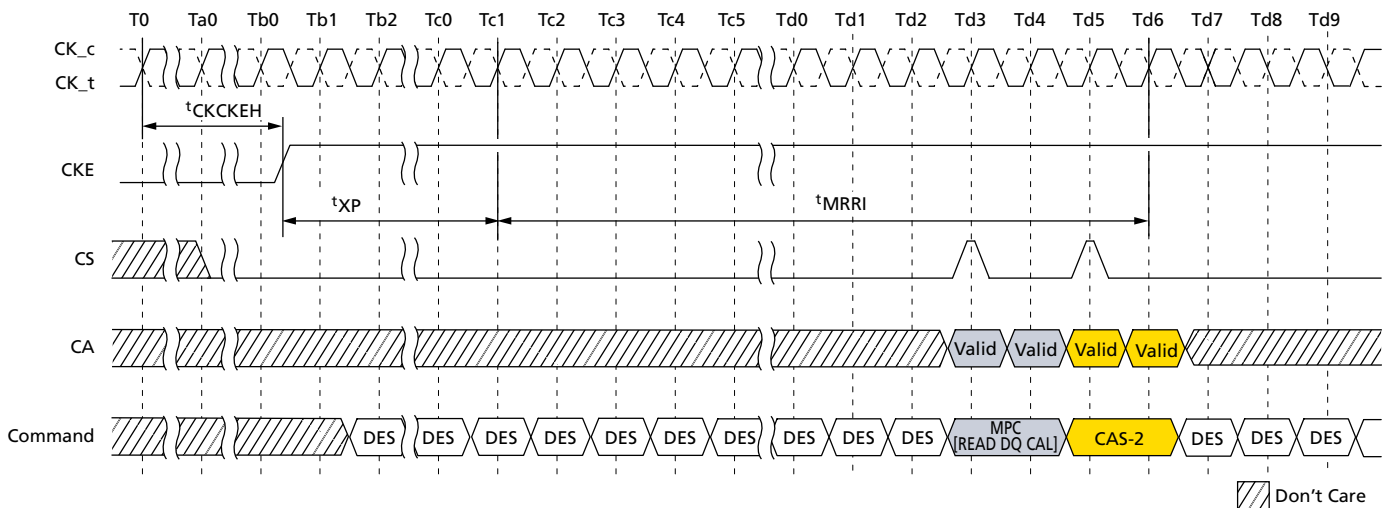 T0 Ta0 Tb0 Tb1 Tb2 Tc0 Tc1 Tc2 Tc3 Tc4 Tc5 Td0 Td1 Td2 Td3 Td4 Td5 Td6 Td7 Td8 Td9
CK_c
CK_t
tCKCKEH
CKE
tXP tMRRI
CS
CA Valid Valid Valid Valid
Command DES DES DES DES DES DES DES DES DES DES MPC [READ DQ CAL] CAS-2 DES DES DES
Don't Care